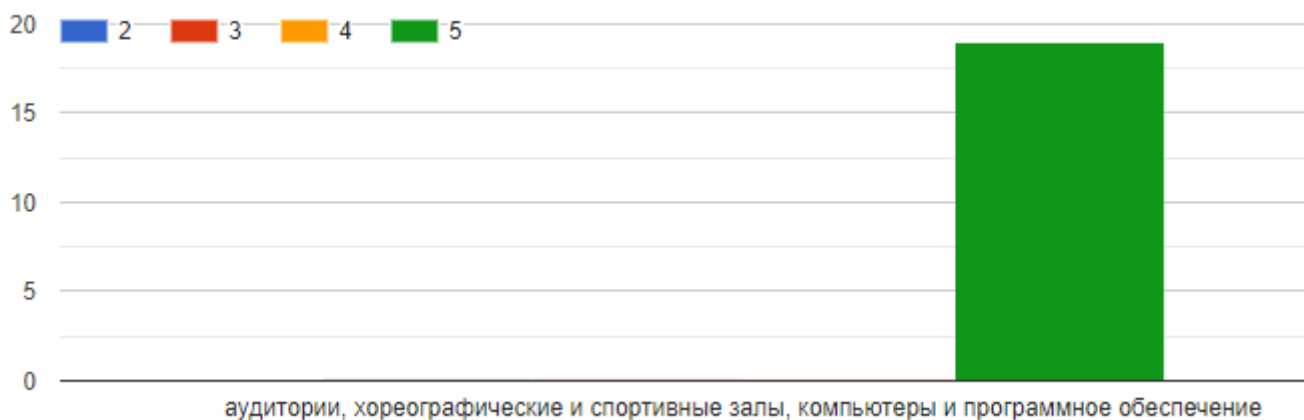 20
2 3 4 5
15
10
5
0
аудитории, хореографические и спортивные залы, компьютеры и программное обеспечение